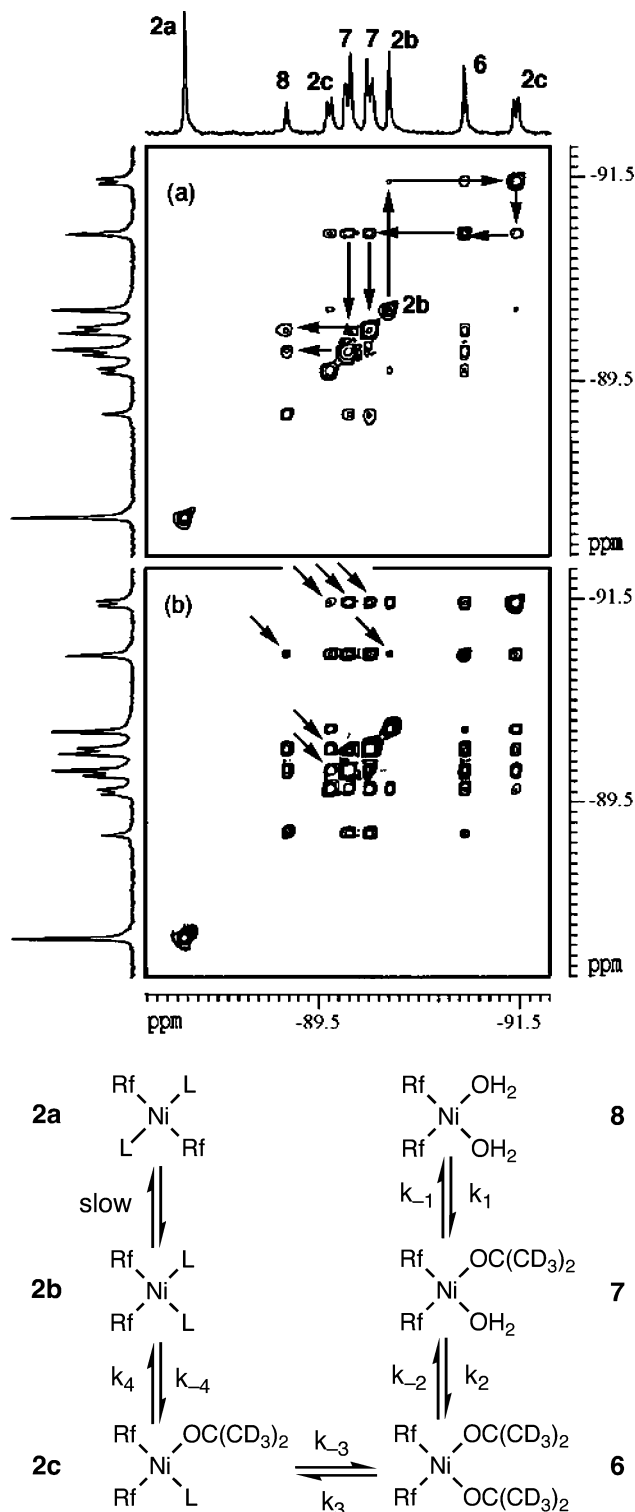 2a
7 7 2b
8 2c 6 2c
(a)
-91.5
2b
-89.5
ppm
(b)
-91.5
-89.5
ppm
ppm -89.5 -91.5
2a Rf L Ni L Rf
Rf OH₂ Ni Rf OH₂ 8
slow k₋₁ k₁
2b Rf L Ni Rf L
Rf OC(CD₃)₂ Ni Rf OH₂ 7
k₄ k₋₄ k₋₂ k₂
2c Rf OC(CD₃)₂ Ni Rf L
k₋₃
k₃
Rf OC(CD₃)₂ Ni Rf OC(CD₃)₂ 6